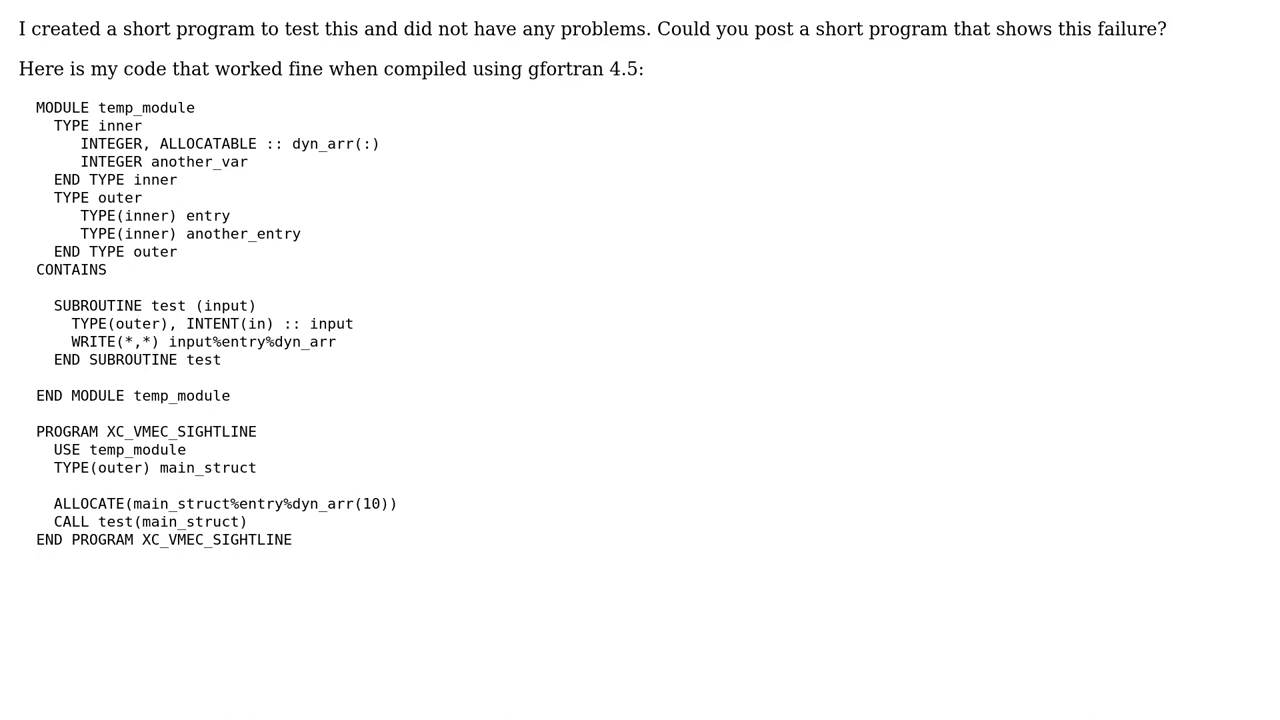 I created a short program to test this and did not have any problems. Could you post a short program that shows this failure?
Here is my code that worked fine when compiled using gfortran 4.5:
MODULE temp_module
  TYPE inner
     INTEGER, ALLOCATABLE :: dyn_arr(:)
     INTEGER another_var
  END TYPE inner
  TYPE outer
     TYPE(inner) entry
     TYPE(inner) another_entry
  END TYPE outer
CONTAINS

  SUBROUTINE test (input)
    TYPE(outer), INTENT(in) :: input
    WRITE(*,*) input%entry%dyn_arr
  END SUBROUTINE test

END MODULE temp_module

PROGRAM XC_VMEC_SIGHTLINE
  USE temp_module
  TYPE(outer) main_struct

  ALLOCATE(main_struct%entry%dyn_arr(10))
  CALL test(main_struct)
END PROGRAM XC_VMEC_SIGHTLINE